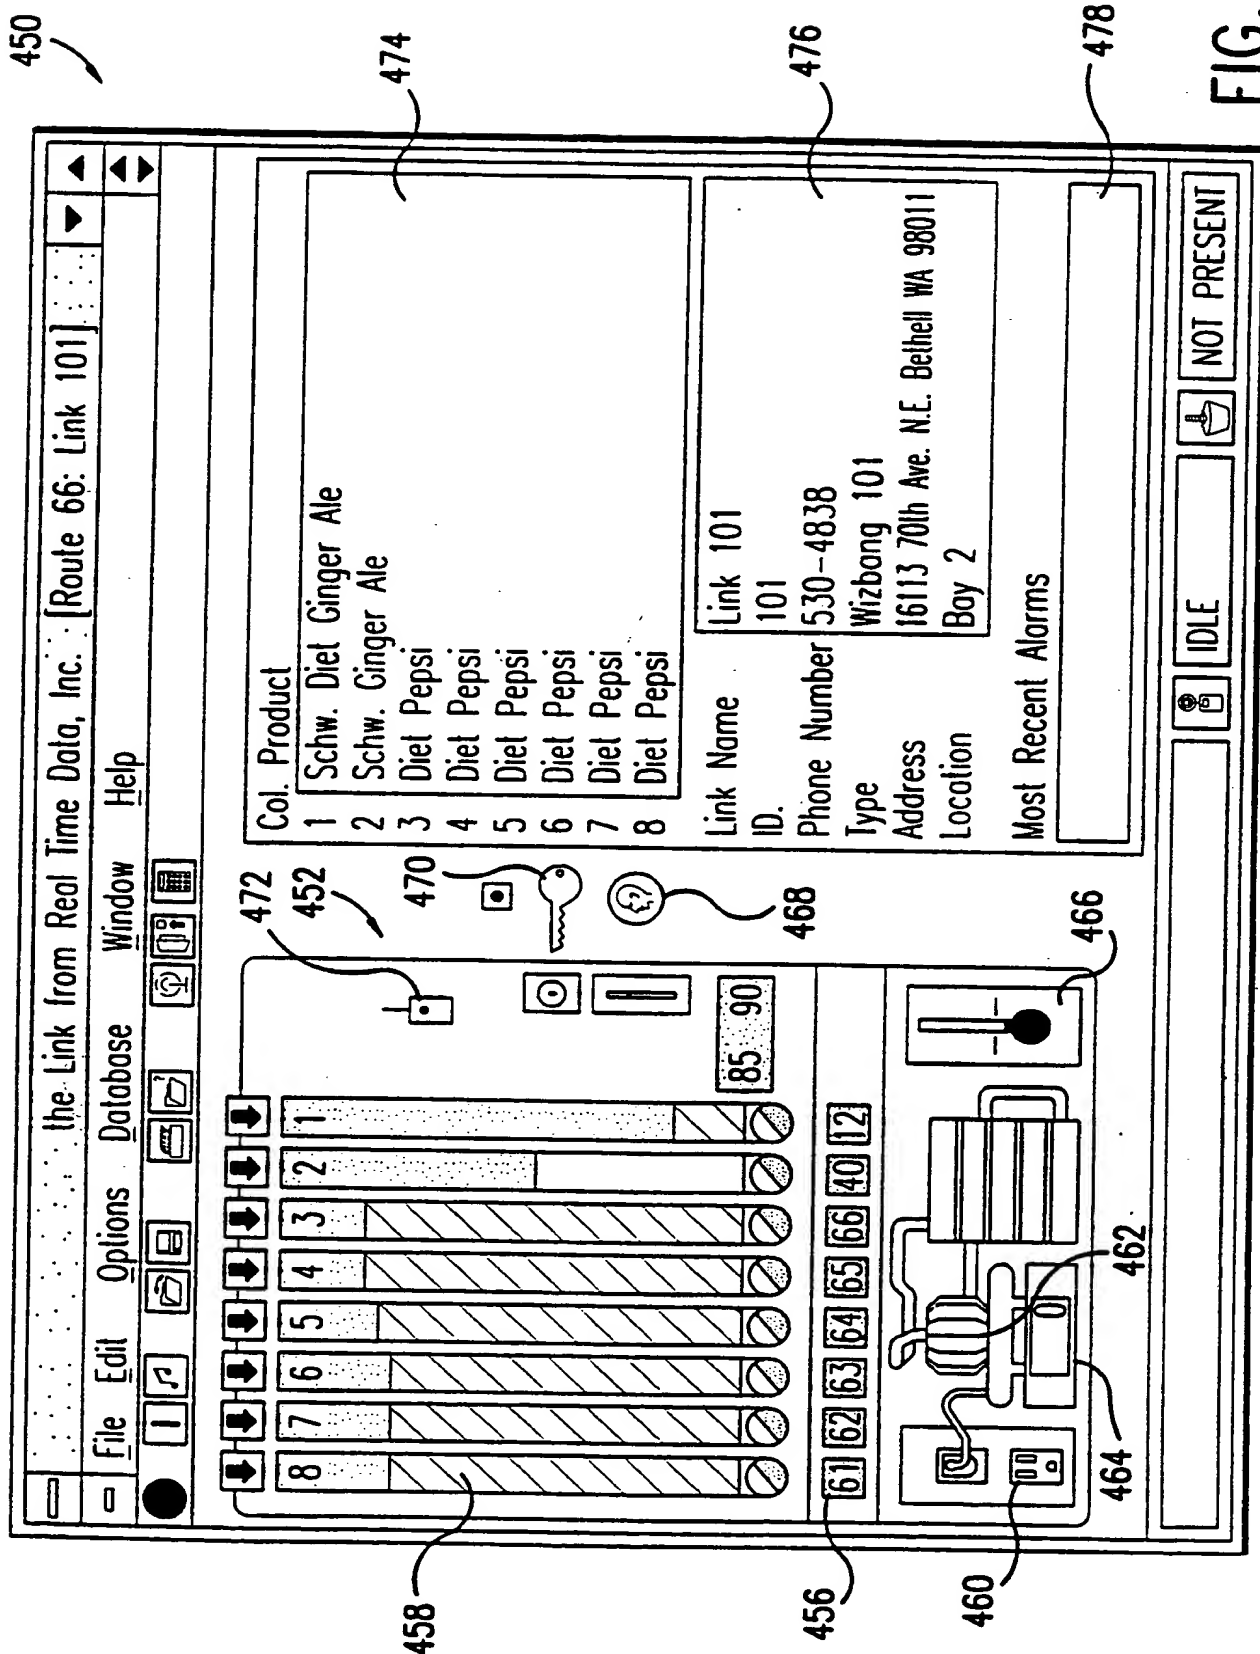 450
the Link from Real Time Data, Inc. [Route 66: Link 101]
File Edit Options Database Window Help
472
452
470
468
474
476
478
8 7 6 5 4 3 2 1
85 90
61 62 63 64 65 66 40 12
458
456
460
464
462
466
Col. Product
1 Schw. Diet Ginger Ale
2 Schw. Ginger Ale
3 Diet Pepsi
4 Diet Pepsi
5 Diet Pepsi
6 Diet Pepsi
7 Diet Pepsi
8 Diet Pepsi
Link Name Link 101
ID. 101
Phone Number 530-4838
Type Wizbang 101
Address 16113 70th Ave. N.E. Bethell WA 98011
Location Bay 2
Most Recent Alarms
IDLE
NOT PRESENT
FIG.